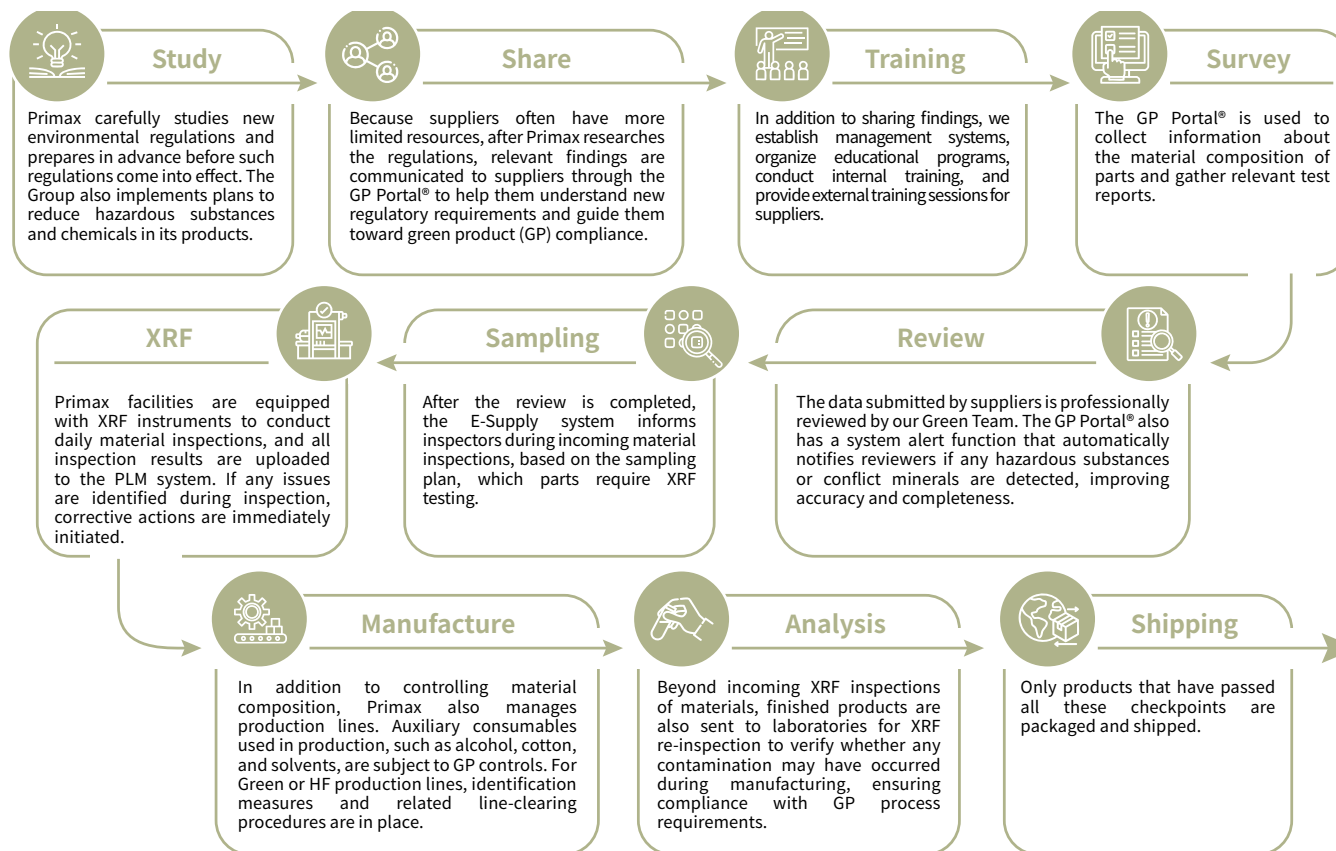 Study
Primax carefully studies new
environmental regulations and
prepares in advance before such
regulations come into effect. The
Group also implements plans to
reduce hazardous substances
and chemicals in its products.
Share
Because suppliers often have more
limited resources, after Primax researches
the regulations, relevant findings are
communicated to suppliers through the
GP Portal® to help them understand new
regulatory requirements and guide them
toward green product (GP) compliance.
Training
In addition to sharing findings, we
establish management systems,
organize educational programs,
conduct internal training, and
provide external training sessions for
suppliers.
Survey
The GP Portal® is used to
collect information about
the material composition of
parts and gather relevant test
reports.
Review
The data submitted by suppliers is professionally
reviewed by our Green Team. The GP Portal® also
has a system alert function that automatically
notifies reviewers if any hazardous substances
or conflict minerals are detected, improving
accuracy and completeness.
Sampling
After the review is completed,
the E-Supply system informs
inspectors during incoming material
inspections, based on the sampling
plan, which parts require XRF
testing.
XRF
Primax facilities are equipped
with XRF instruments to conduct
daily material inspections, and all
inspection results are uploaded
to the PLM system. If any issues
are identified during inspection,
corrective actions are immediately
initiated.
Manufacture
In addition to controlling material
composition, Primax also manages
production lines. Auxiliary consumables
used in production, such as alcohol, cotton,
and solvents, are subject to GP controls. For
Green or HF production lines, identification
measures and related line-clearing
procedures are in place.
Analysis
Beyond incoming XRF inspections
of materials, finished products are
also sent to laboratories for XRF
re-inspection to verify whether any
contamination may have occurred
during manufacturing, ensuring
compliance with GP process
requirements.
Shipping
Only products that have passed
all these checkpoints are
packaged and shipped.